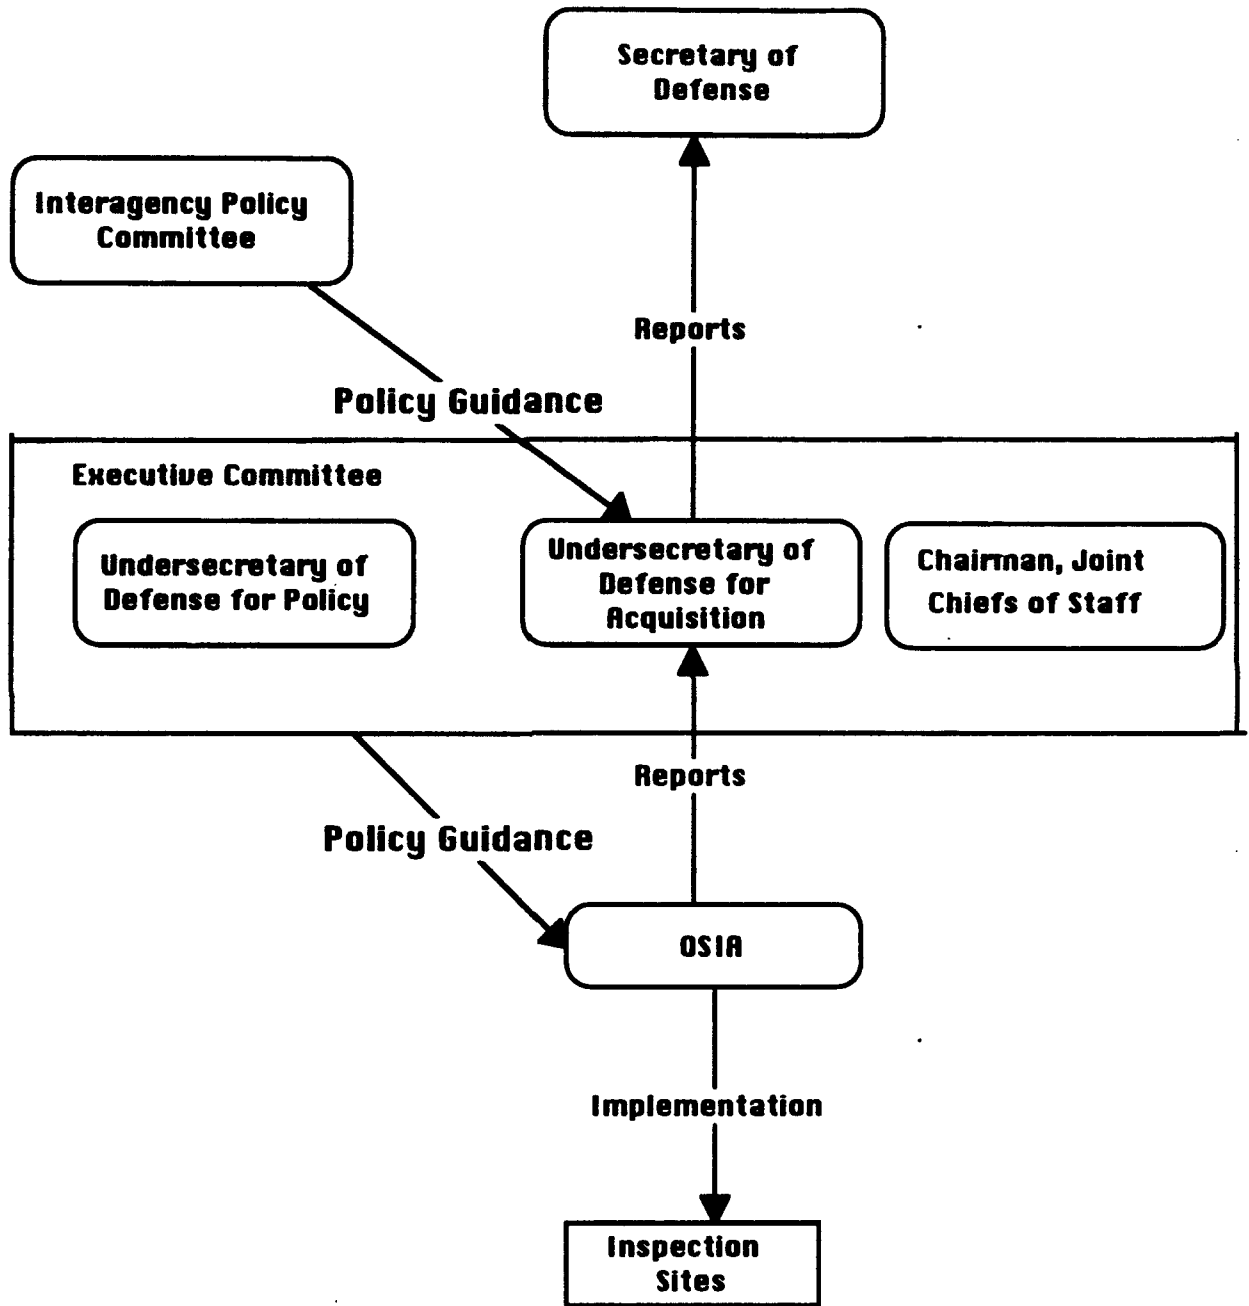 Secretary of
Defense
Interagency Policy
Committee
Reports
Policy Guidance
Executive Committee
Undersecretary of
Defense for Policy
Undersecretary of
Defense for
Acquisition
Chairman, Joint
Chiefs of Staff
Reports
Policy Guidance
OSIA
Implementation
Inspection
Sites